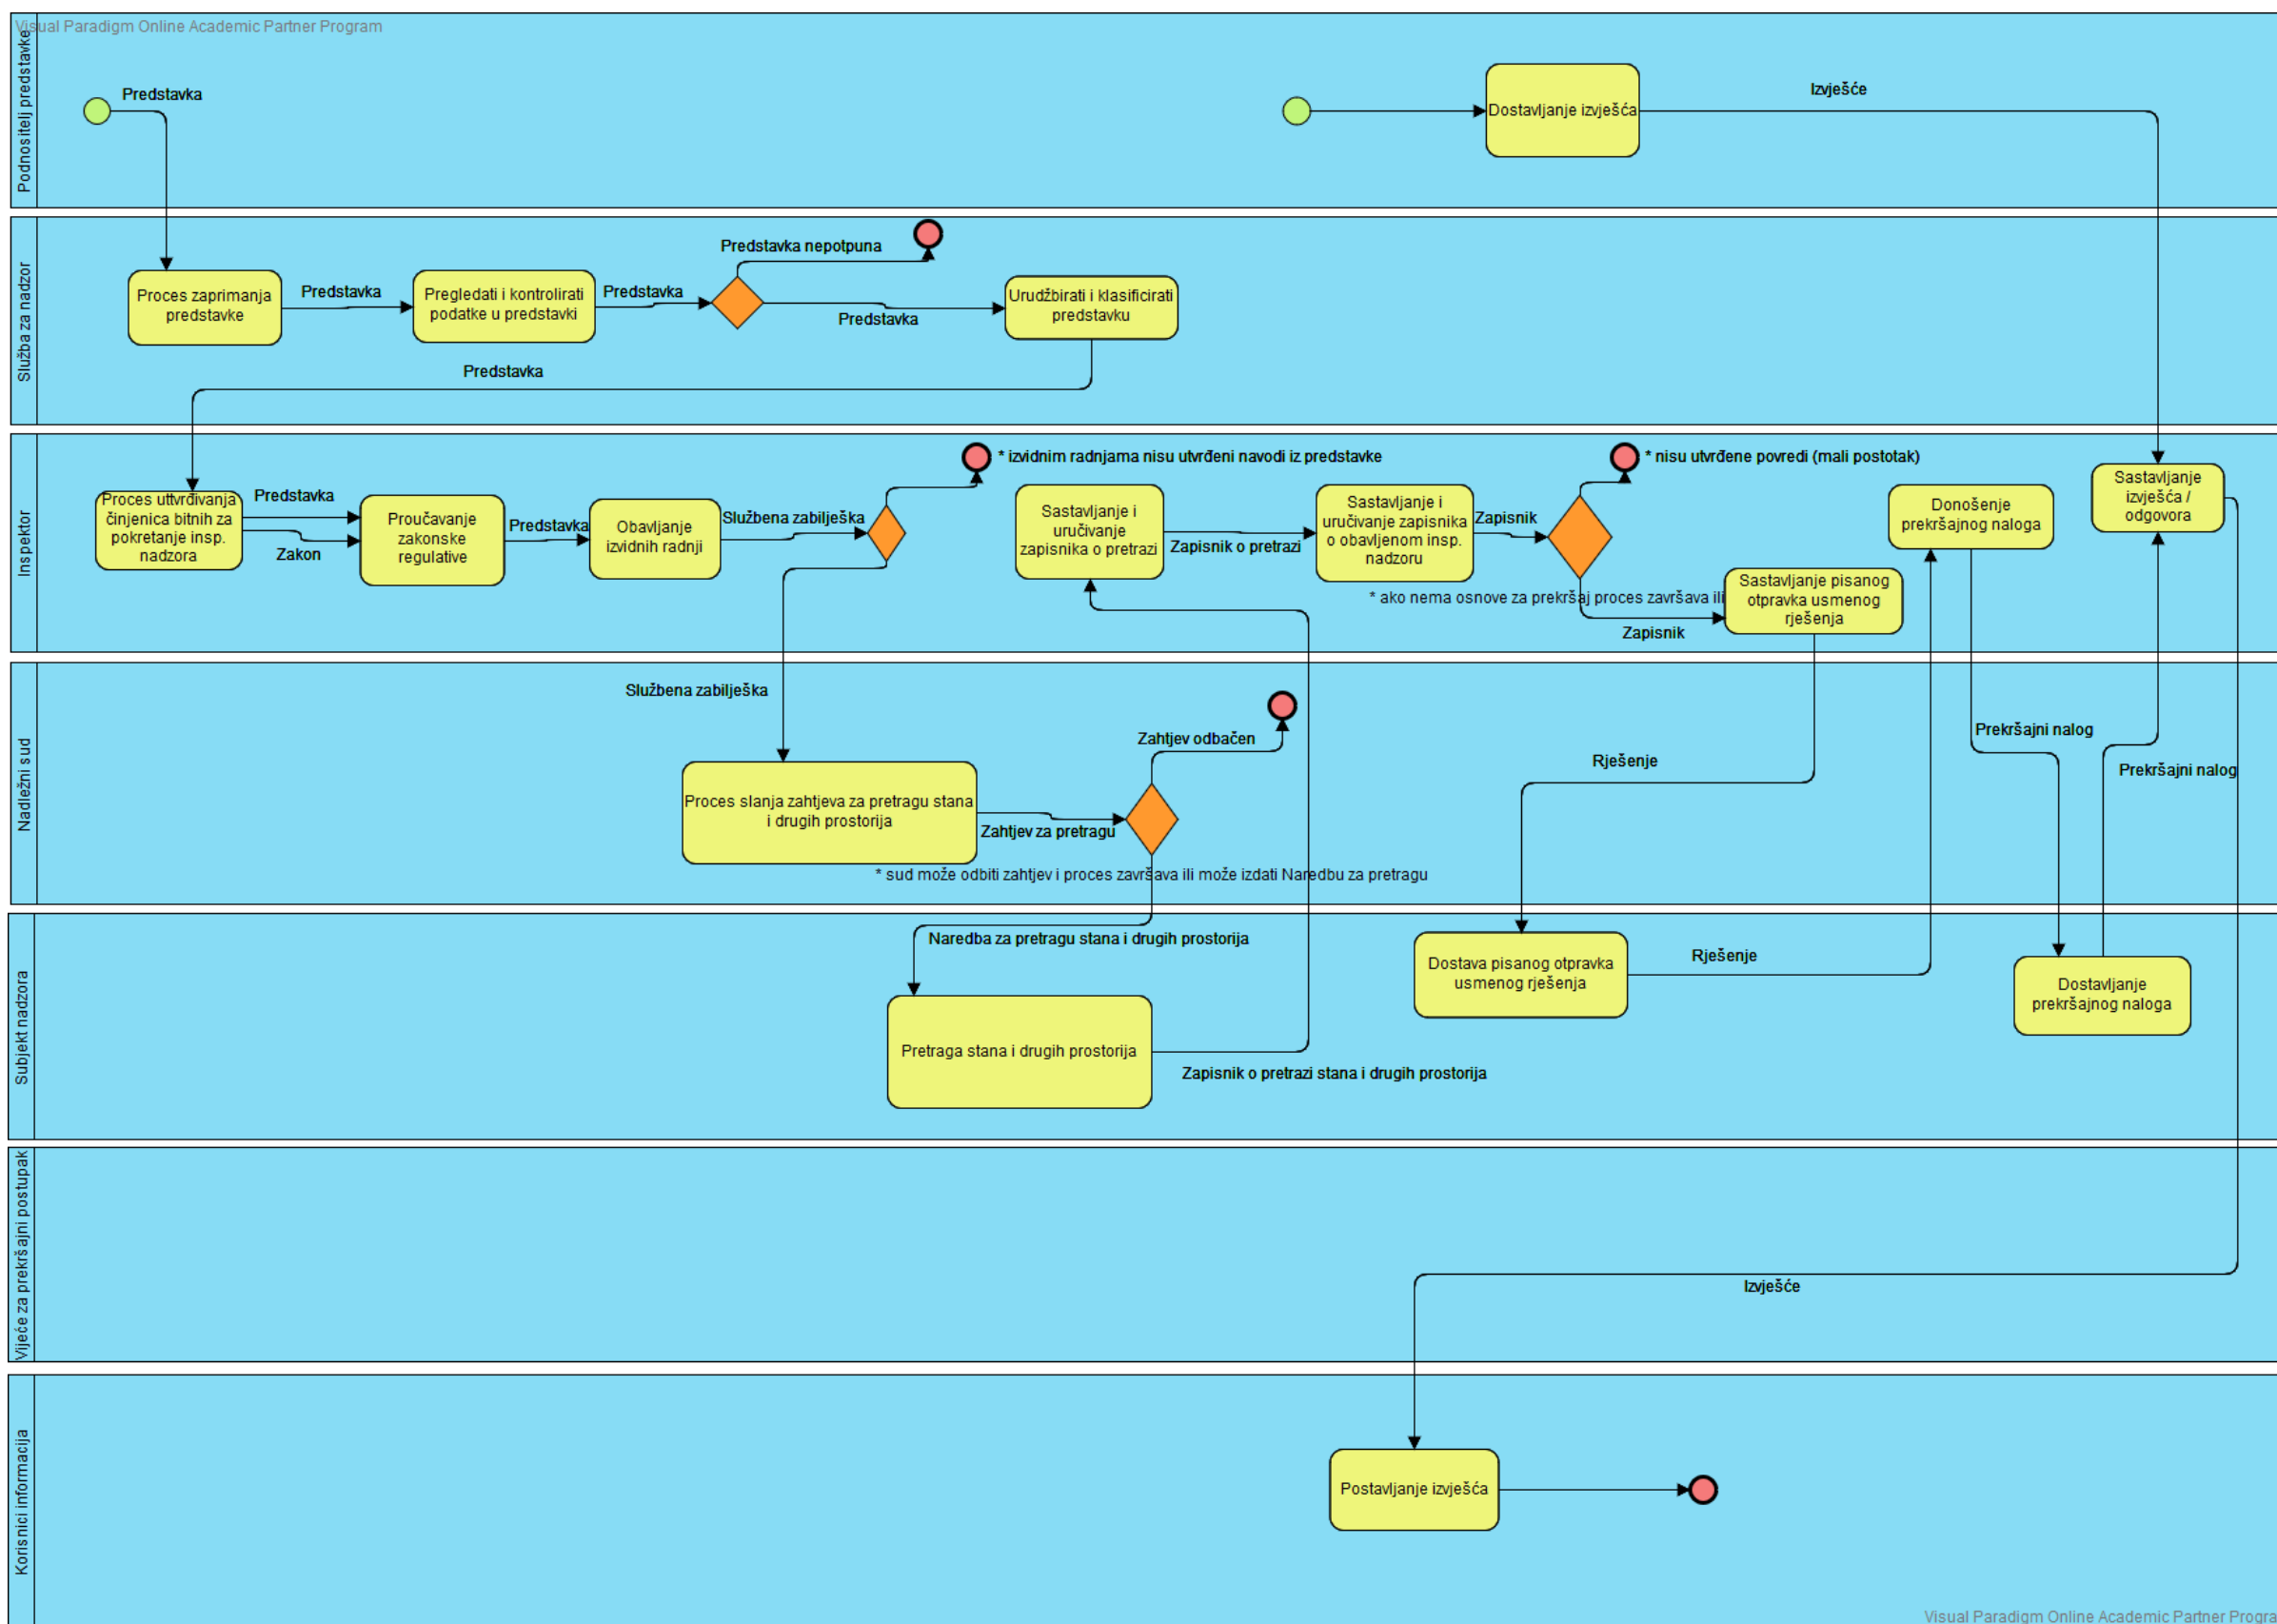 Visual Paradigm Online Academic Partner Program
Podnositelj predstavke
Predstavka
Dostavljanje izvješća
Izvješće
Služba za nadzor
Proces zaprimanja
predstavke
Predstavka
Pregledati i kontrolirati
podatke u predstavki
Predstavka
Predstavka nepotpuna
Predstavka
Urudžbirati i klasificirati
predstavku
Predstavka
Inspektor
Proces uttvrđivanja
činjenica bitnih za
pokretanje insp.
nadzora
Predstavka
Zakon
Proučavanje
zakonske
regulative
Predstavka
Obavljanje
izvidnih radnji
Službena zabilješka
* izvidnim radnjama nisu utvrđeni navodi iz predstavke
Sastavljanje i
uručivanje
zapisnika o pretrazi
Zapisnik o pretrazi
Sastavljanje i
uručivanje zapisnika
o obavljenom insp.
nadzoru
Zapisnik
* nisu utvrđene povredi (mali postotak)
* ako nema osnove za prekršaj proces završava ili
Zapisnik
Sastavljanje pisanog
otpravka usmenog
rješenja
Donošenje
prekršajnog naloga
Sastavljanje
izvješća /
odgovora
Nadležni sud
Službena zabilješka
Proces slanja zahtjeva za pretragu stana
i drugih prostorija
Zahtjev za pretragu
Zahtjev odbačen
* sud može odbiti zahtjev i proces završava ili može izdati Naredbu za pretragu
Rješenje
Prekršajni nalog
Prekršajni nalog
Subjekt nadzora
Naredba za pretragu stana i drugih prostorija
Pretraga stana i drugih prostorija
Zapisnik o pretrazi stana i drugih prostorija
Dostava pisanog otpravka
usmenog rješenja
Rješenje
Dostavljanje
prekršajnog naloga
Vijeće za prekršajni postupak
Izvješće
Korisnici informacija
Postavljanje izvješća
Visual Paradigm Online Academic Partner Progra